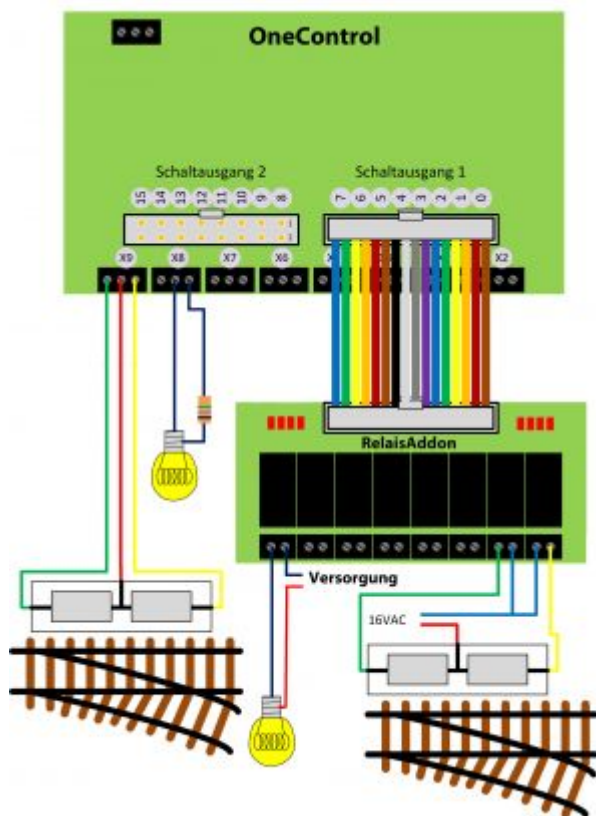 OneControl
Schaltausgang 2
Schaltausgang 1
15 14 13 12 11 10 9 8
7 6 5 4 3 2 1 0
X9 X8 X7 X6 X2
RelaisAddon
Versorgung
16VAC